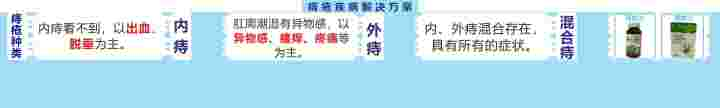 痔疮疾病解决方案
痔疮种类
内痔看不到，以出血、
脱垂为主。
内痔
肛周潮湿有异物感，以
异物感、瘙痒、疼痛等
为主。
外痔
内、外痔混合存在，
具有所有的症状。
混合痔